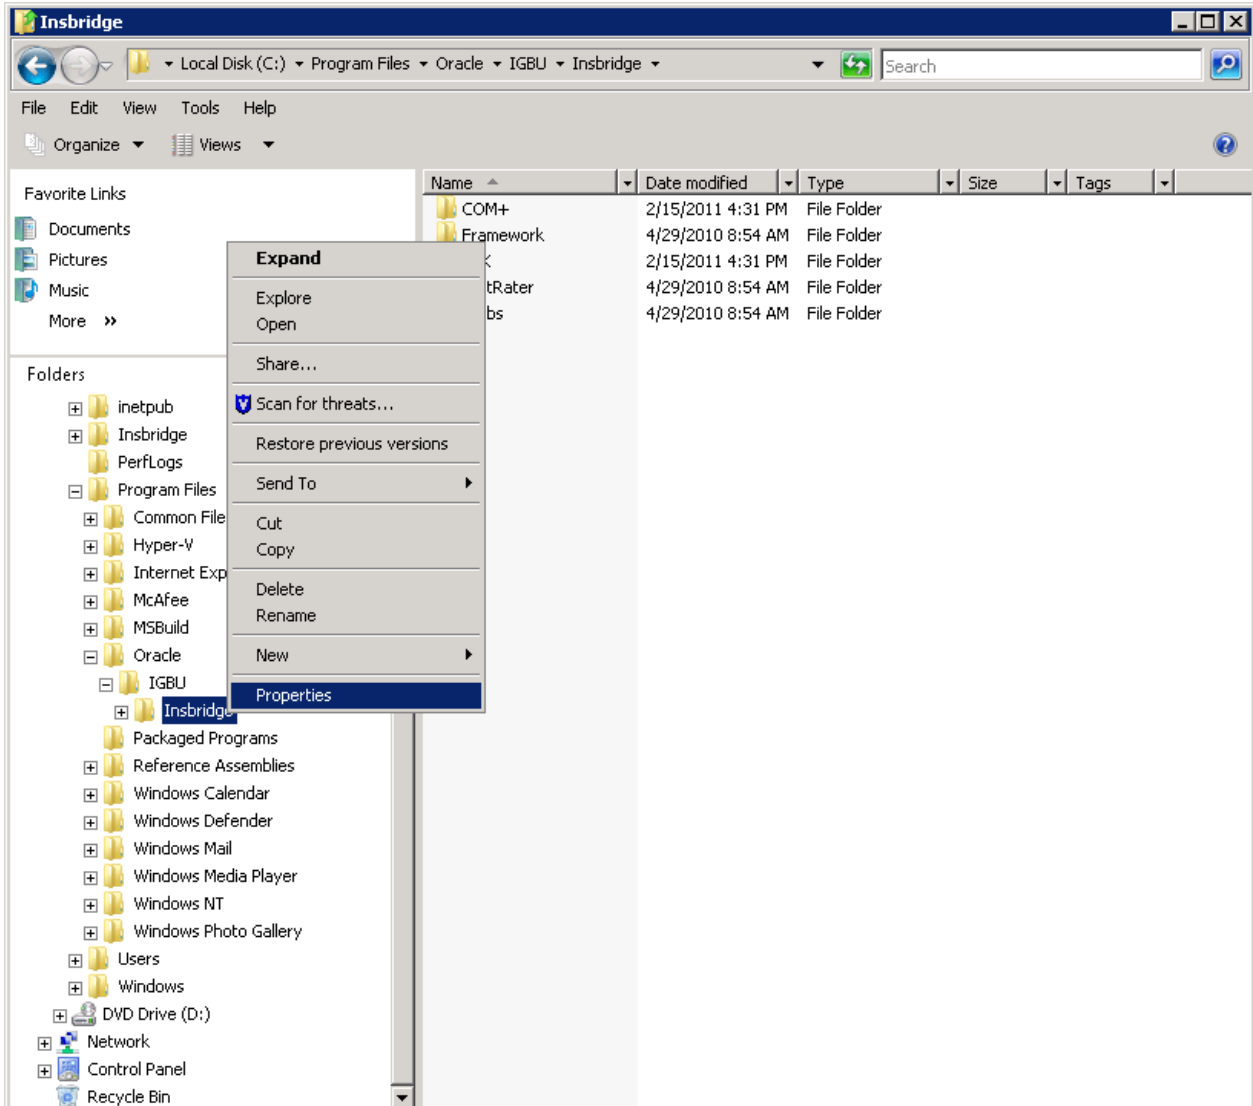 Insbridge
Local Disk (C:) Program Files Oracle IGBU Insbridge
Search
File Edit View Tools Help
Organize Views
Favorite Links
Documents
Pictures
Music
More »
Folders
inetpub
Insbridge
PerfLogs
Program Files
Common File
Hyper-V
Internet Exp
McAfee
MSBuild
Oracle
IGBU
Insbridge
Packaged Programs
Reference Assemblies
Windows Calendar
Windows Defender
Windows Mail
Windows Media Player
Windows NT
Windows Photo Gallery
Users
Windows
DVD Drive (D:)
Network
Control Panel
Recycle Bin
Expand
Explore
Open
Share...
Scan for threats...
Restore previous versions
Send To
Cut
Copy
Delete
Rename
New
Properties
Name Date modified Type Size Tags
COM+ 2/15/2011 4:31 PM File Folder
Framework 4/29/2010 8:54 AM File Folder
2/15/2011 4:31 PM File Folder
tRater 4/29/2010 8:54 AM File Folder
bs 4/29/2010 8:54 AM File Folder